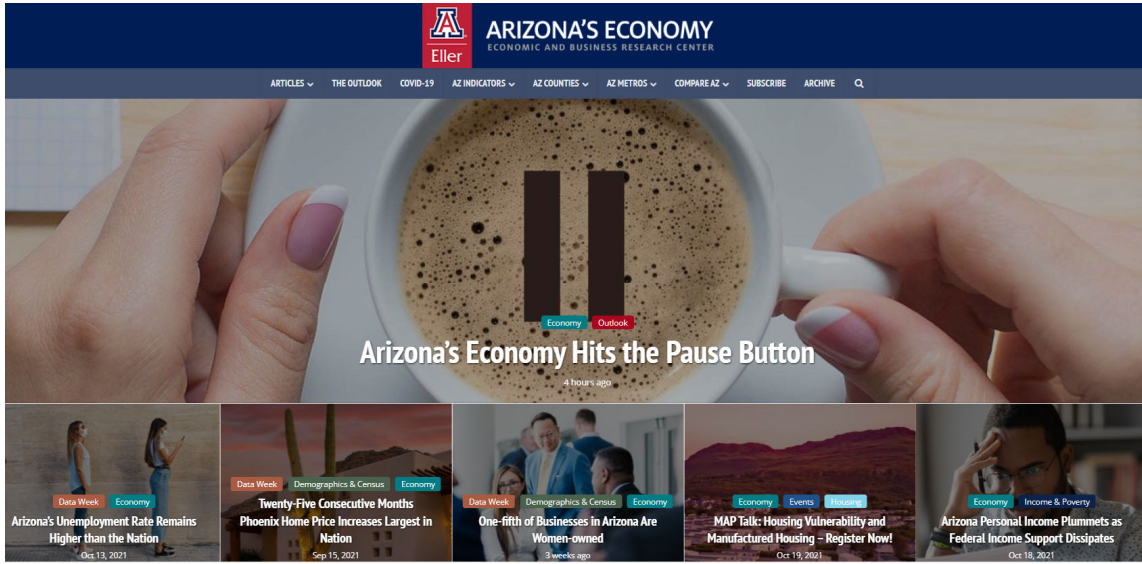 A
Eller
ARIZONA'S ECONOMY
ECONOMIC AND BUSINESS RESEARCH CENTER
ARTICLES THE OUTLOOK COVID-19 AZ INDICATORS AZ COUNTIES AZ METROS COMPARE AZ SUBSCRIBE ARCHIVE
Economy Outlook
Arizona's Economy Hits the Pause Button
4 hours ago
Data Week Economy
Arizona's Unemployment Rate Remains
Higher than the Nation
Oct 13, 2021
Data Week Demographics & Census Economy
Twenty-Five Consecutive Months
Phoenix Home Price Increases Largest in
Nation
Sep 15, 2021
Data Week Demographics & Census Economy
One-fifth of Businesses in Arizona Are
Women-owned
3 weeks ago
Economy Events Housing
MAP Talk: Housing Vulnerability and
Manufactured Housing – Register Now!
Oct 19, 2021
Economy Income & Poverty
Arizona Personal Income Plummets as
Federal Income Support Dissipates
Oct 18, 2021